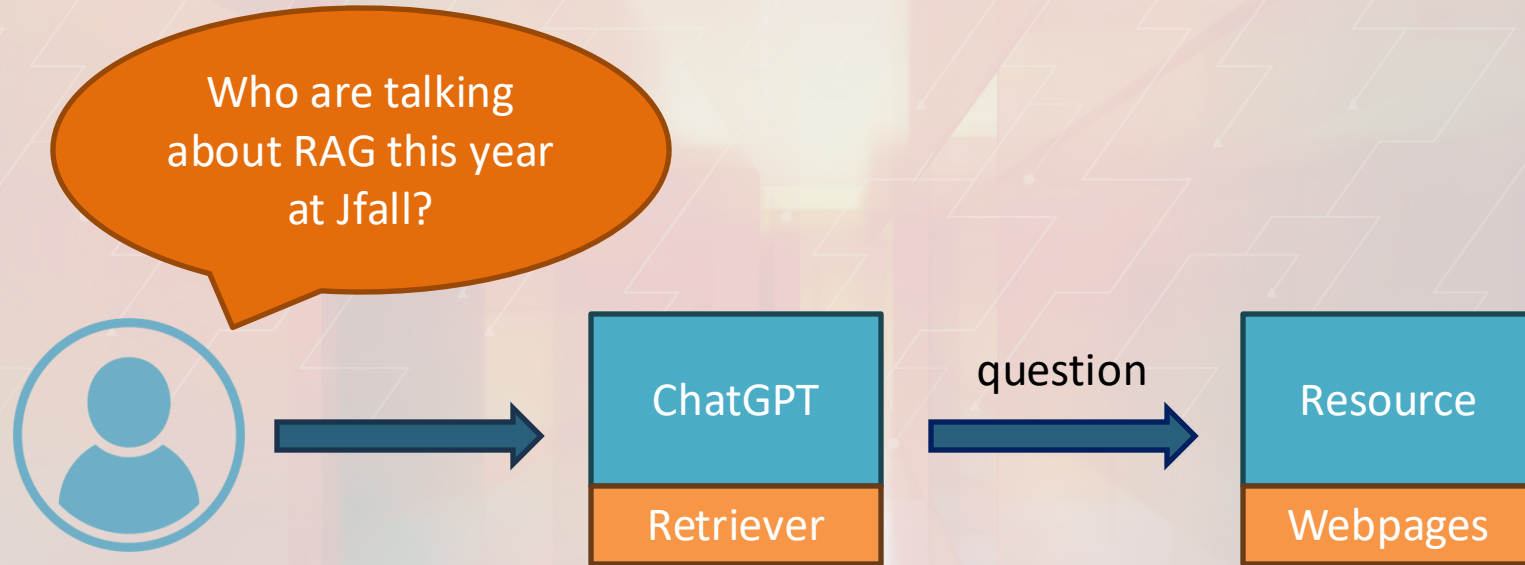 Who are talking
about RAG this year
at Jfall?
ChatGPT
Retriever
question
Resource
Webpages